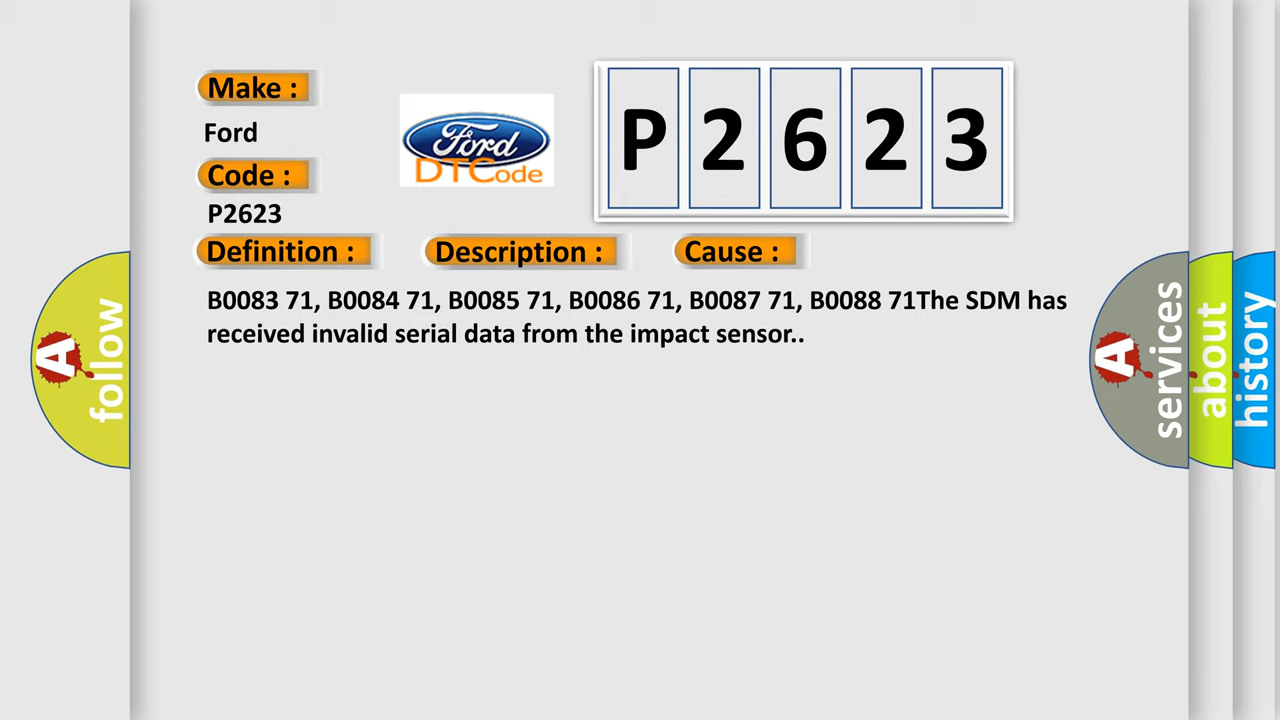 Make :
Ford
Code :
P2623
Ford
DTCode
P 2 6 2 3
Definition :
Description :
Cause :
B0083 71, B0084 71, B0085 71, B0086 71, B0087 71, B0088 71The SDM has
received invalid serial data from the impact sensor..
A follow
A services
about
history